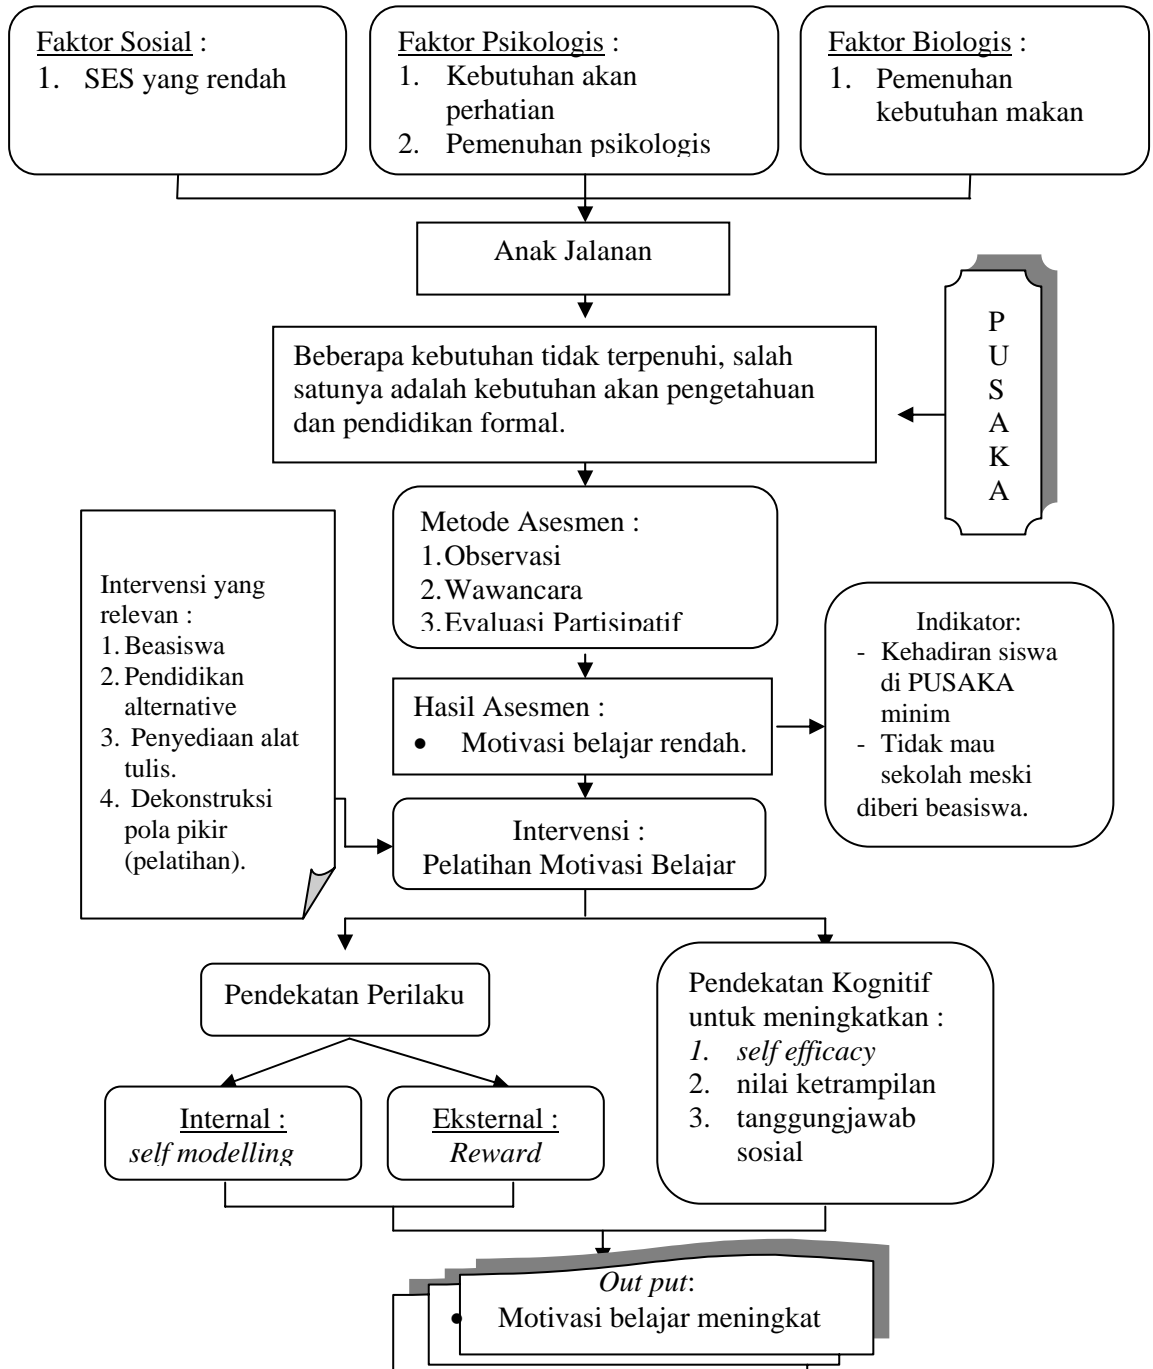 Faktor Sosial :
1. SES yang rendah
Faktor Psikologis :
1. Kebutuhan akan
perhatian
2. Pemenuhan psikologis
Faktor Biologis :
1. Pemenuhan
kebutuhan makan
Anak Jalanan
P
U
S
A
K
A
Beberapa kebutuhan tidak terpenuhi, salah
satunya adalah kebutuhan akan pengetahuan
dan pendidikan formal.
Metode Asesmen :
1.Observasi
2.Wawancara
3.Evaluasi Partisipatif
Intervensi yang
relevan :
1. Beasiswa
2. Pendidikan
alternative
3. Penyediaan alat
tulis.
4. Dekonstruksi
pola pikir
(pelatihan).
Hasil Asesmen :
• Motivasi belajar rendah.
Indikator:
- Kehadiran siswa
di PUSAKA
minim
- Tidak mau
sekolah meski
diberi beasiswa.
Intervensi :
Pelatihan Motivasi Belajar
Pendekatan Perilaku
Pendekatan Kognitif
untuk meningkatkan :
1. self efficacy
2. nilai ketrampilan
3. tanggungjawab
sosial
Internal :
self modelling
Eksternal :
Reward
Out put:
• Motivasi belajar meningkat